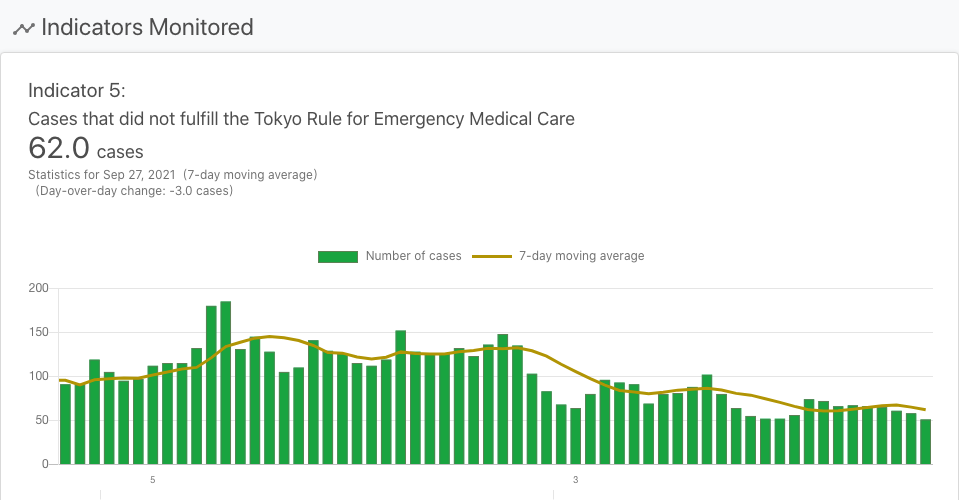 Indicators Monitored
Indicator 5:
Cases that did not fulfill the Tokyo Rule for Emergency Medical Care
62.0 cases
Statistics for Sep 27, 2021 (7-day moving average)
(Day-over-day change: -3.0 cases)
Number of cases 7-day moving average
200
150
100
50
0
5 3